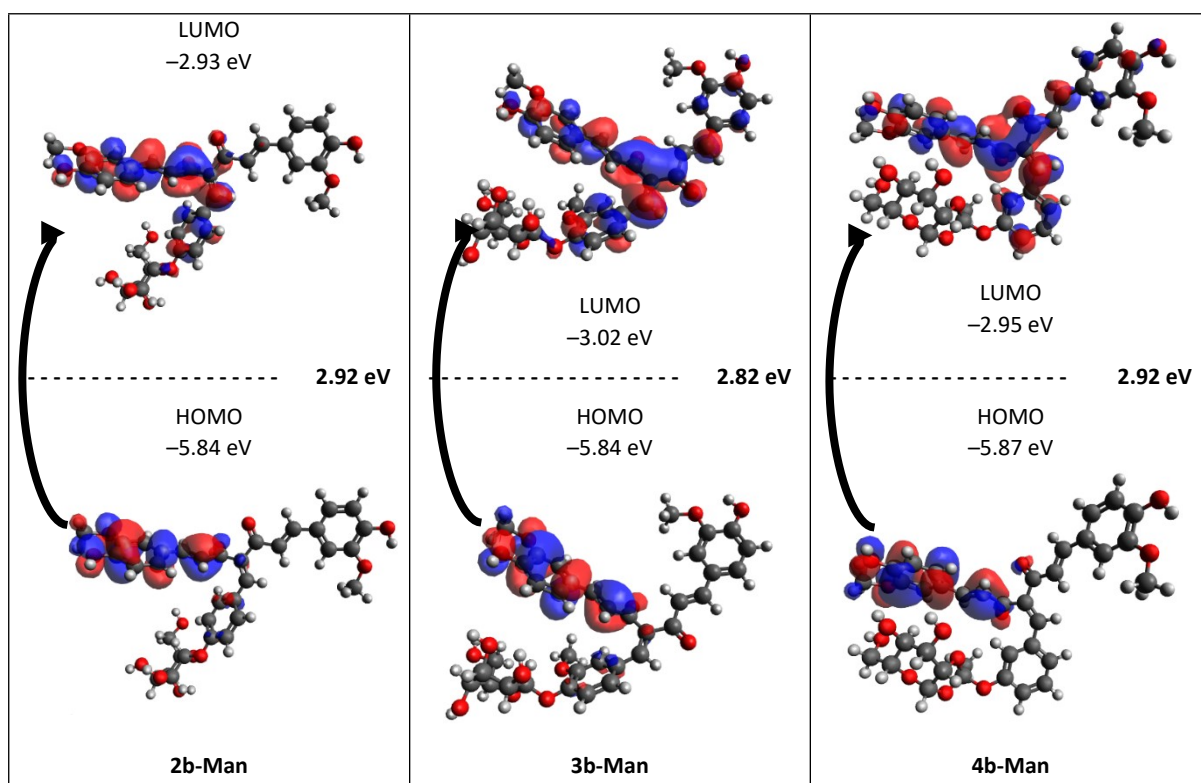 LUMO
–2.93 eV
2.92 eV
HOMO
–5.84 eV
2b-Man
LUMO
–3.02 eV
2.82 eV
HOMO
–5.84 eV
3b-Man
LUMO
–2.95 eV
2.92 eV
HOMO
–5.87 eV
4b-Man